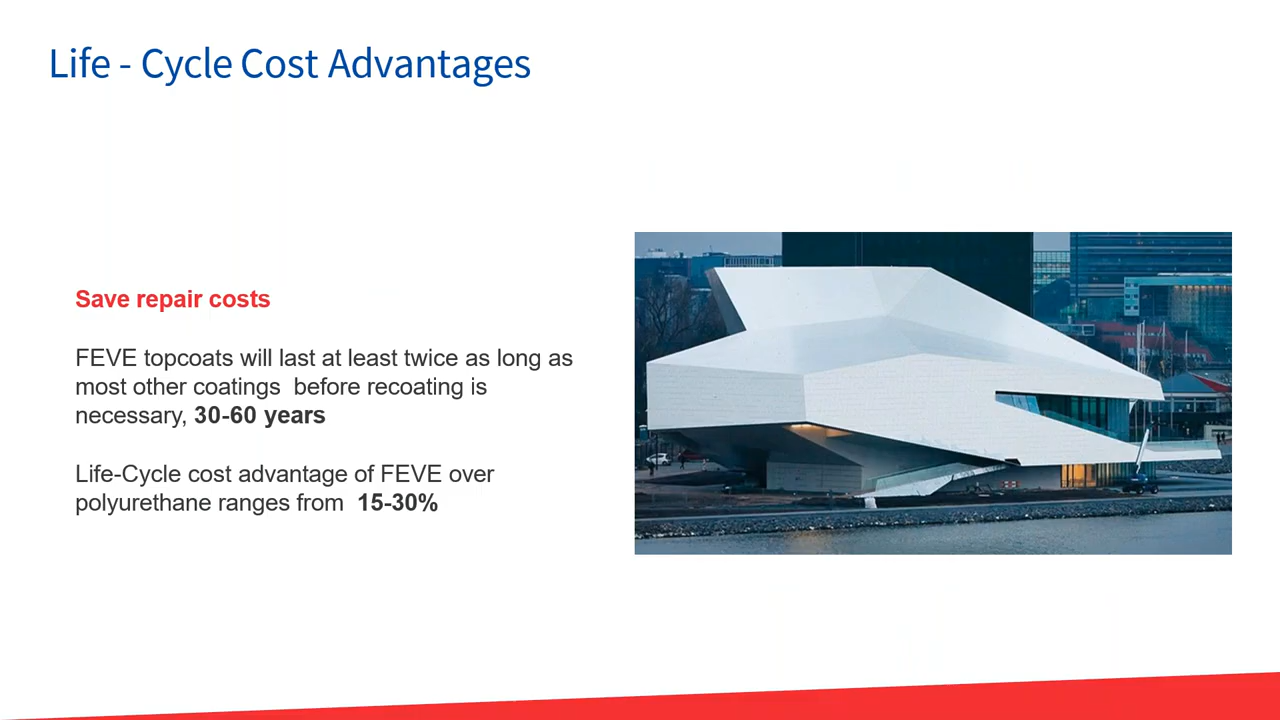 Life - Cycle Cost Advantages
Save repair costs
FEVE topcoats will last at least twice as long as
most other coatings  before recoating is
necessary, 30-60 years
Life-Cycle cost advantage of FEVE over
polyurethane ranges from  15-30%